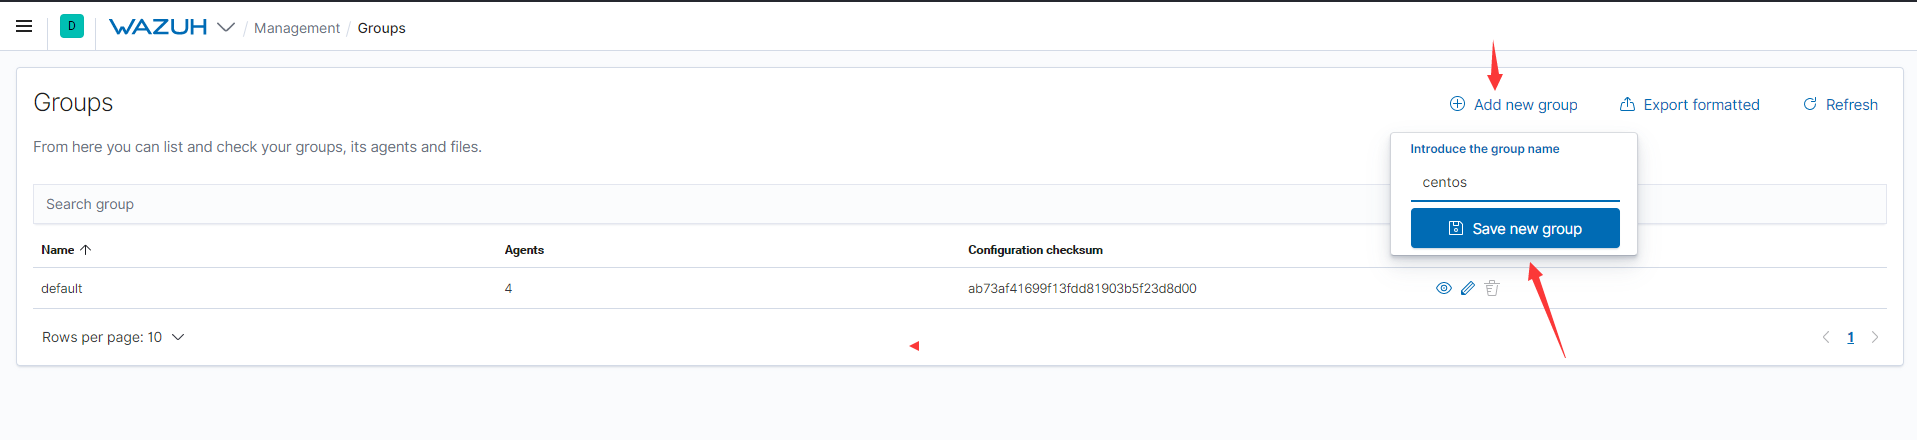 D WAZUH / Management / Groups
Groups
Add new group Export formatted Refresh
From here you can list and check your groups, its agents and files.
Introduce the group name
centos
Search group
Save new group
Name Agents Configuration checksum
default 4 ab73af41699f13fdd81903b5f23d8d00
Rows per page: 10 1